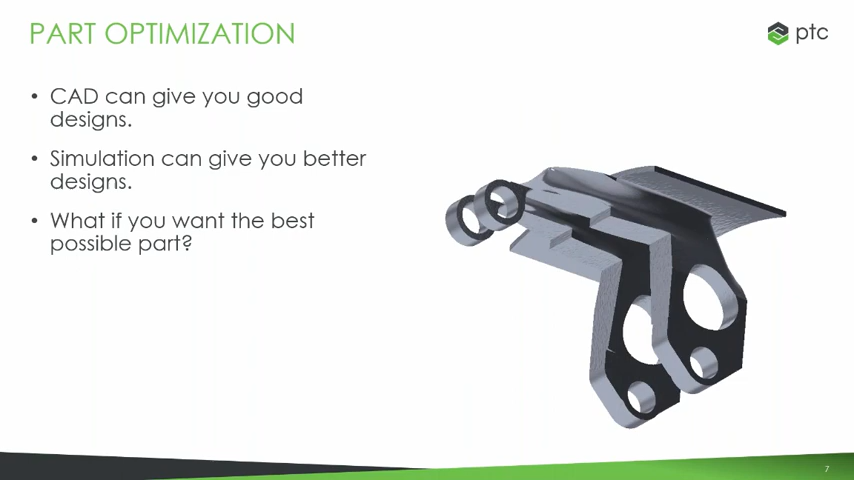 PART OPTIMIZATION
ptc
• CAD can give you good
designs.
• Simulation can give you better
designs.
• What if you want the best
possible part?
7